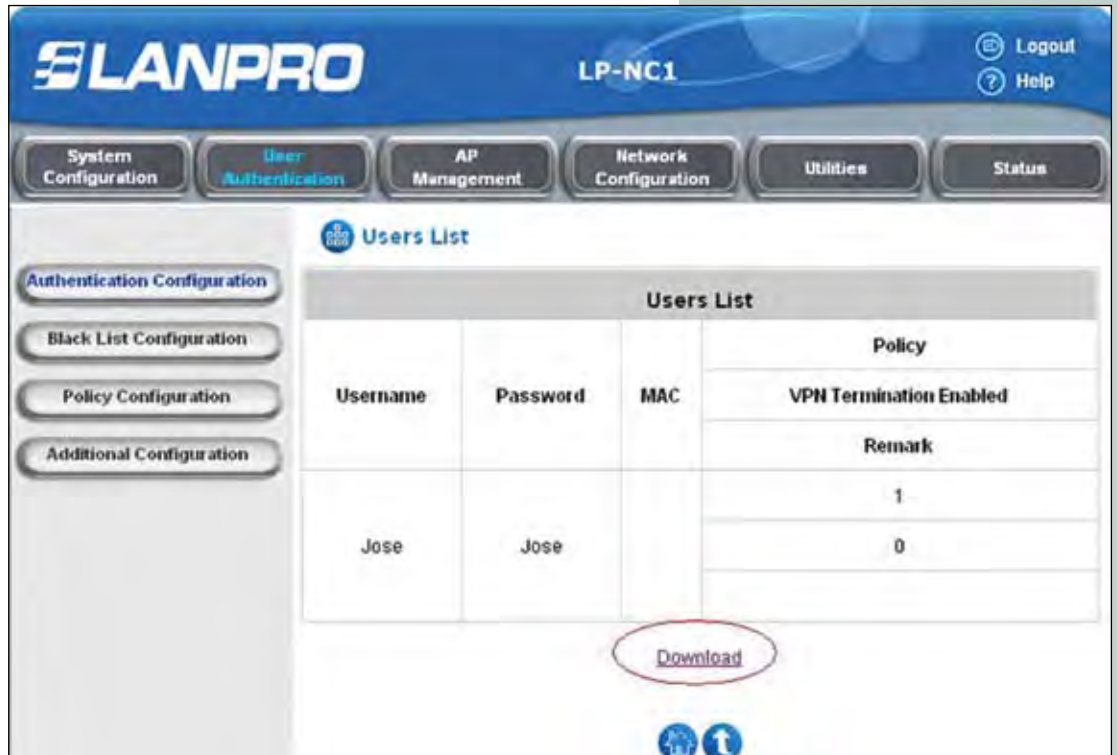 LANPRO
LP-NC1
Logout
Help
System Configuration
User Authentication
AP Management
Network Configuration
Utilities
Status
Users List
Authentication Configuration
Black List Configuration
Policy Configuration
Additional Configuration
Users List
Username
Password
MAC
Policy
VPN Termination Enabled
Remark
Jose
Jose
1
0
Download